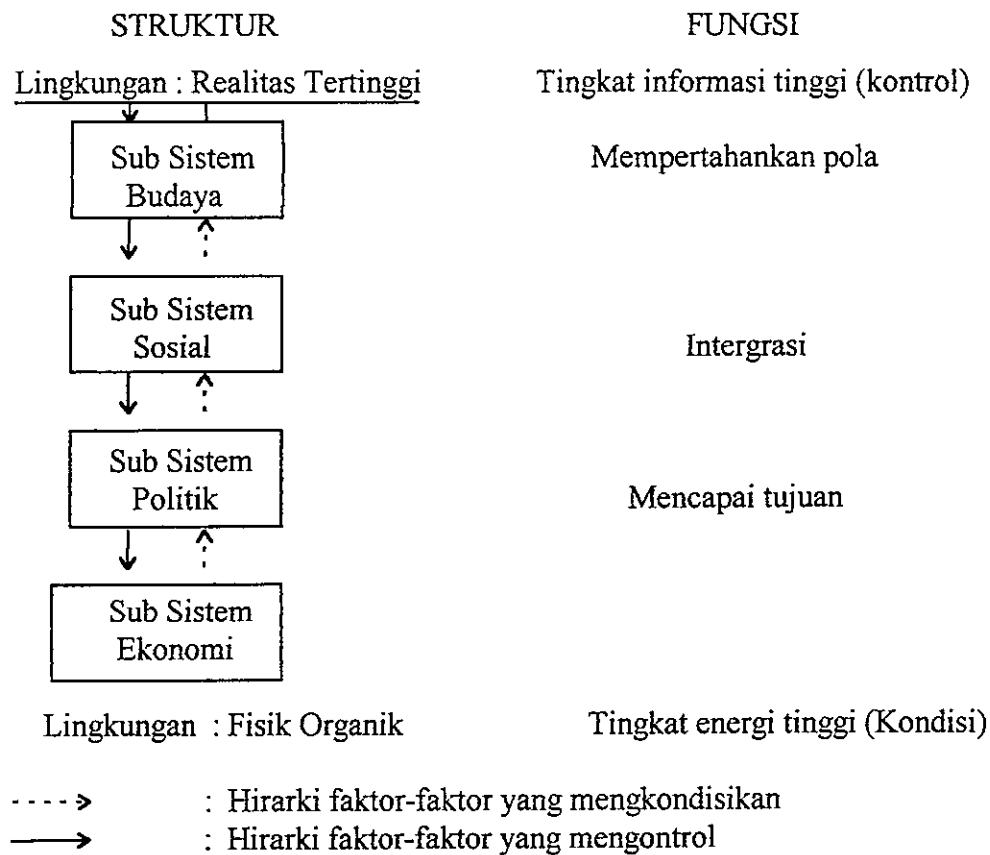 STRUKTUR FUNGSI
Lingkungan : Realitas Tertinggi Tingkat informasi tinggi (kontrol)
Sub Sistem Mempertahankan pola
Budaya
Sub Sistem
Sosial Intergrasi
Sub Sistem
Politik Mencapai tujuan
Sub Sistem
Ekonomi
Lingkungan : Fisik Organik Tingkat energi tinggi (Kondisi)
: Hirarki faktor-faktor yang mengkondisikan
: Hirarki faktor-faktor yang mengontrol